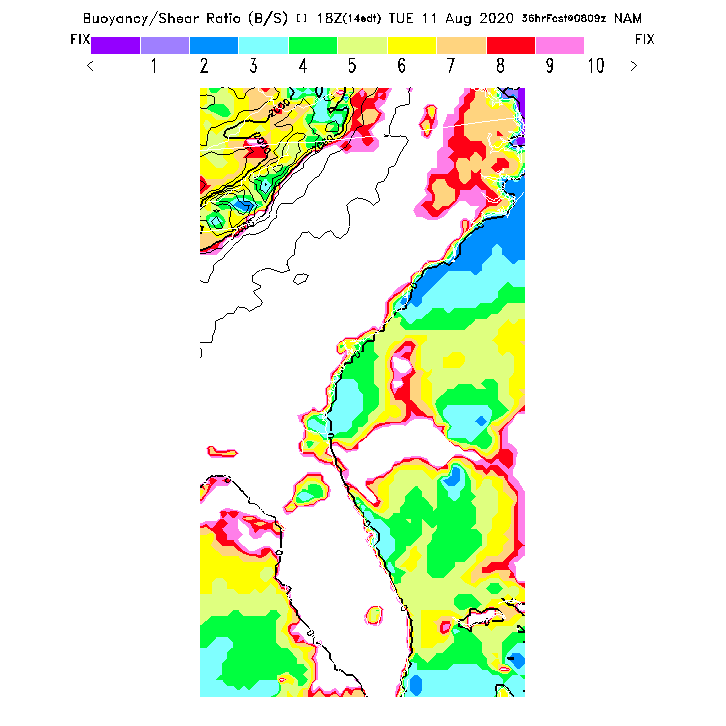 Buoyancy/Shear Ratio (B/S) [] 18Z(14edt) TUE 11 Aug 2020 36hrFcst@0809z NAM
FIX FIX
< 1 2 3 4 5 6 7 8 9 10 >